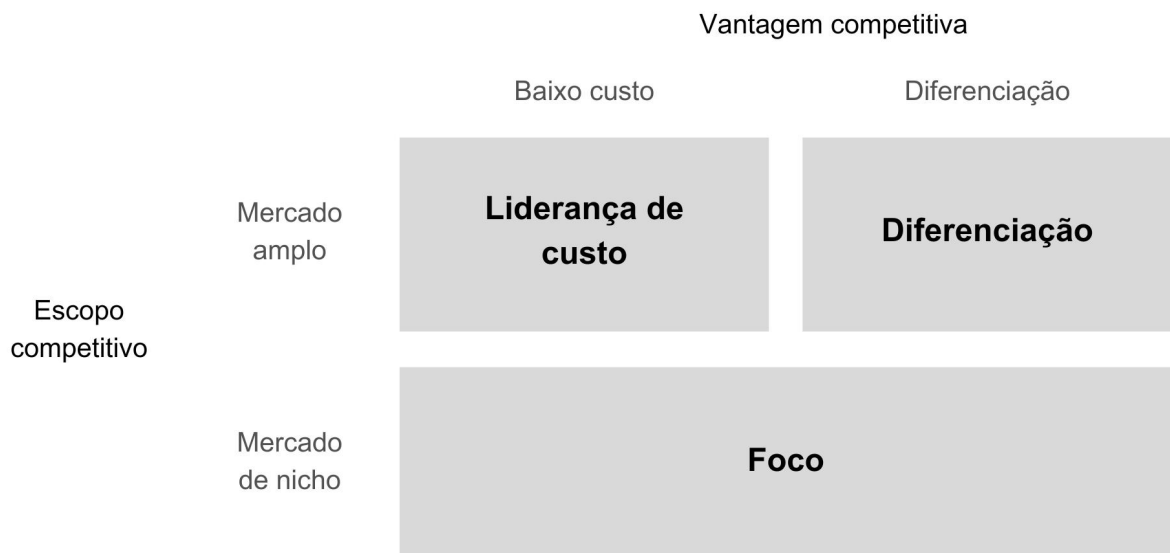 Vantagem competitiva
Baixo custo
Diferenciação
Mercado
amplo
Liderança de
custo
Diferenciação
Escopo
competitivo
Mercado
de nicho
Foco